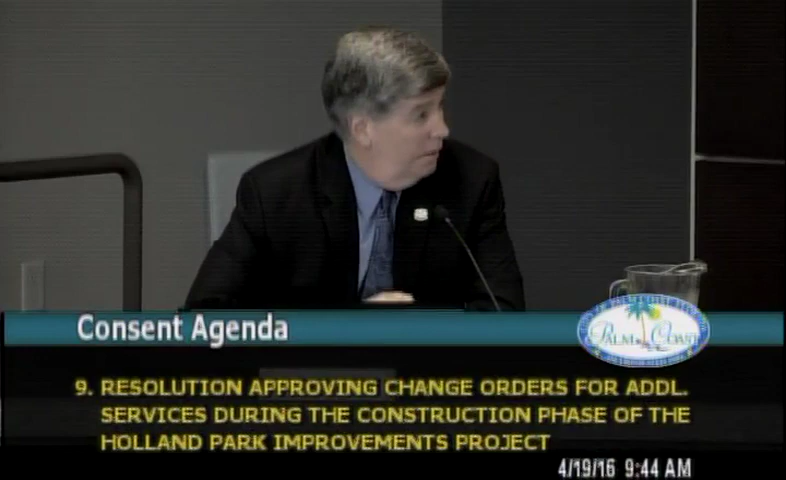 Consent Agenda
PALM COAST
9. RESOLUTION APPROVING CHANGE ORDERS FOR ADDL.
SERVICES DURING THE CONSTRUCTION PHASE OF THE
HOLLAND PARK IMPROVEMENTS PROJECT
4/19/16 9:44 AM